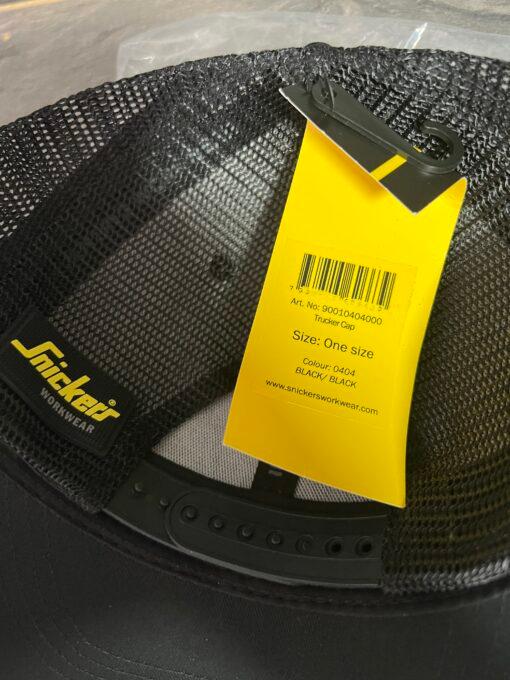 Art. No: 90010404000
Trucker Cap
Size: One size
Colour: 0404
BLACK/ BLACK
www.snickersworkwear.com
Snickers®
WORKWEAR